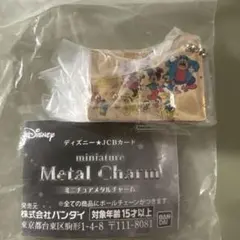 Disney
ディズニー★JCBカード
miniature
Metal Charm
ミニチュアメタルチャーム
※全ての商品にボールチェーンがつきます
発売元
株式会社バンダイ 対象年齢15才以上
東京都台東区駒形1-4-8 〒111-8081
BANDAI